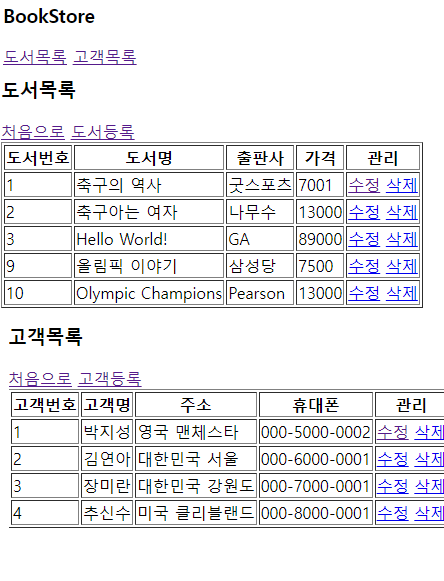 BookStore
도서목록 고객목록
도서목록
처음으로 도서등록
도서번호 도서명 출판사 가격 관리
1 축구의 역사 굿스포츠 7001 수정 삭제
2 축구아는 여자 나무수 13000 수정 삭제
3 Hello World! GA 89000 수정 삭제
9 올림픽 이야기 삼성당 7500 수정 삭제
10 Olympic Champions Pearson 13000 수정 삭제
고객목록
처음으로 고객등록
고객번호 고객명 주소 휴대폰 관리
1 박지성 영국 맨체스타 000-5000-0002 수정 삭제
2 김연아 대한민국 서울 000-6000-0001 수정 삭제
3 장미란 대한민국 강원도 000-7000-0001 수정 삭제
4 추신수 미국 클리블랜드 000-8000-0001 수정 삭제